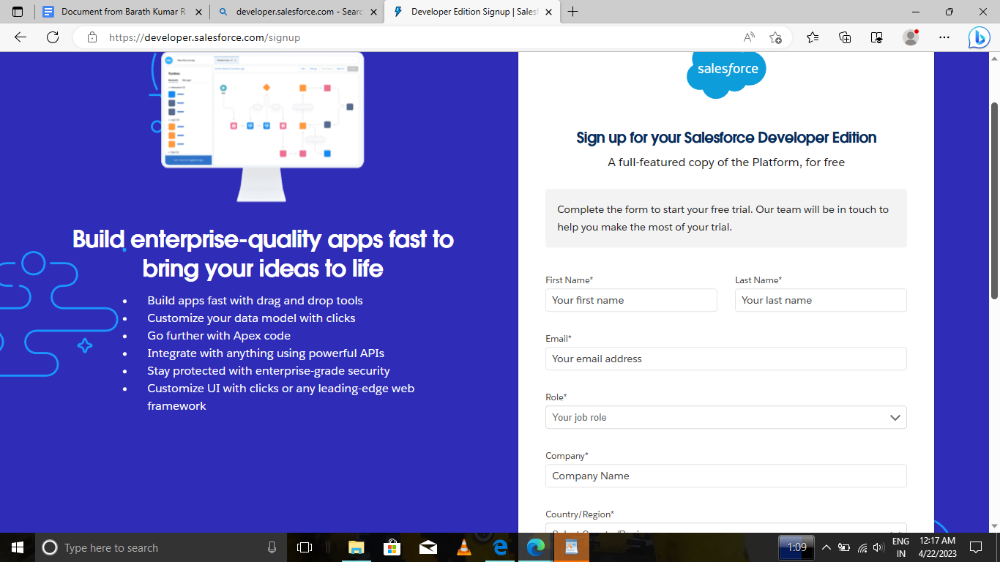 Document from Barath Kumar R
developer.salesforce.com - Searc
Developer Edition Signup | Salesf
https://developer.salesforce.com/signup
salesforce
Sign up for your Salesforce Developer Edition
A full-featured copy of the Platform, for free
Complete the form to start your free trial. Our team will be in touch to
help you make the most of your trial.
Build enterprise-quality apps fast to
bring your ideas to life
Build apps fast with drag and drop tools
Customize your data model with clicks
Go further with Apex code
Integrate with anything using powerful APIs
Stay protected with enterprise-grade security
Customize UI with clicks or any leading-edge web
framework
First Name*
Last Name*
Your first name
Your last name
Email*
Your email address
Role*
Your job role
Company*
Company Name
Country/Region*
Type here to search
1:09
ENG
IN
12:17 AM
4/22/2023